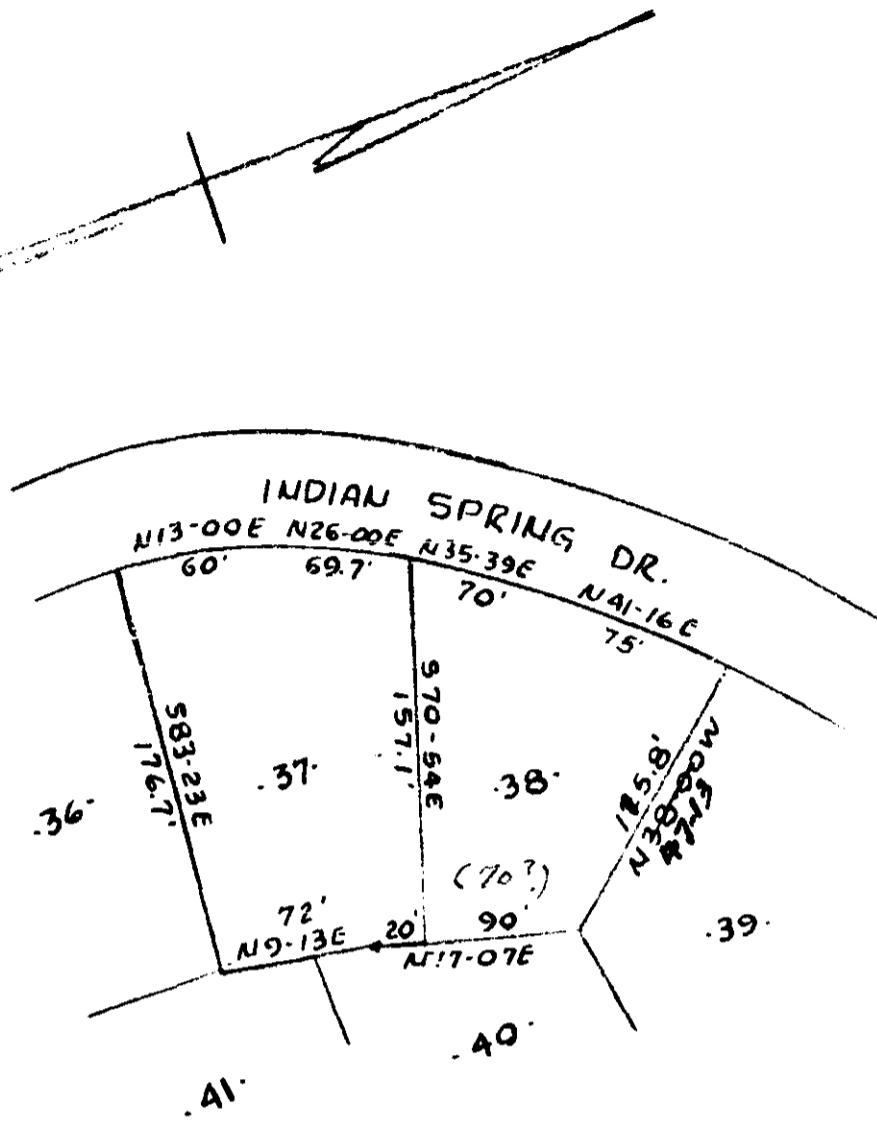 INDIAN SPRING DR.
N13-00E N26-00E N35-39E N41-16E
60' 69.7' 70' 75'
S83-23E
176.7'
S70-54E
157.1'
125.8'
N38-00W
.36. .37. .38. .39.
(70?)
72' 20' 90'
N9-13E N17-07E
.40.
.41.